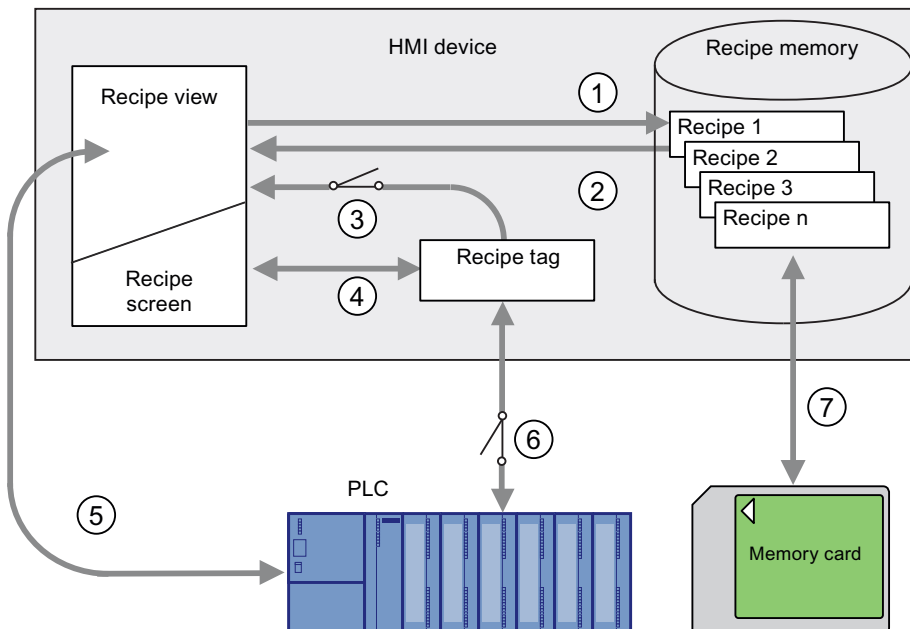 HMI device
Recipe memory
Recipe view
1
Recipe 1
Recipe 2
Recipe 3
Recipe n
2
3
Recipe tag
Recipe
screen
4
7
6
PLC
5
Memory card